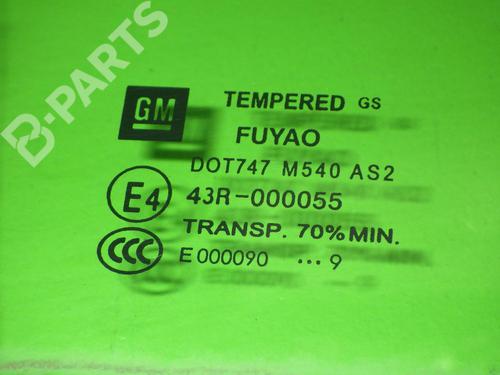 B-PARTS
GM TEMPERED GS
FUYAO
DOT747 M540 AS2
E4 43R-000055
CCC TRANSP. 70% MIN.
E000090 ...9